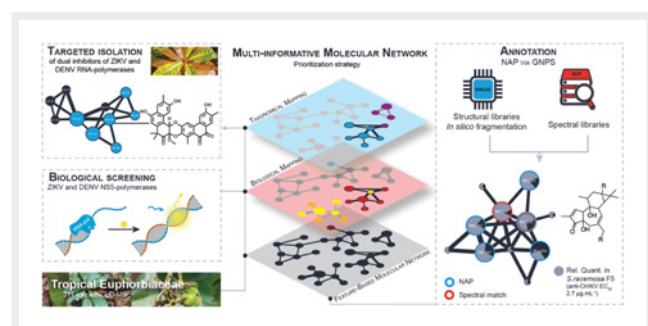 TARGETED ISOLATION
of dual inhibitors of ZIKV and
DENV RNA-polymerases
BIOLOGICAL SCREENING
ZIKV and DENV NS5-polymerases
Tropical Euphorbiaceae
MULTI-INFORMATIVE MOLECULAR NETWORK
Prioritization strategy
TAXONOMICAL MAPPING
BIOLOGICAL MAPPING
FEATURE-BASED MOLECULAR NETWORK
ANNOTATION
NAP VIA GNPS
Structural libraries
In silico fragmentation
Spectral libraries
NAP
Spectral match
Rel. Quant. in
S. racemosa F5
(anti-CHIKV EC50
2.7 µg.mL-1)